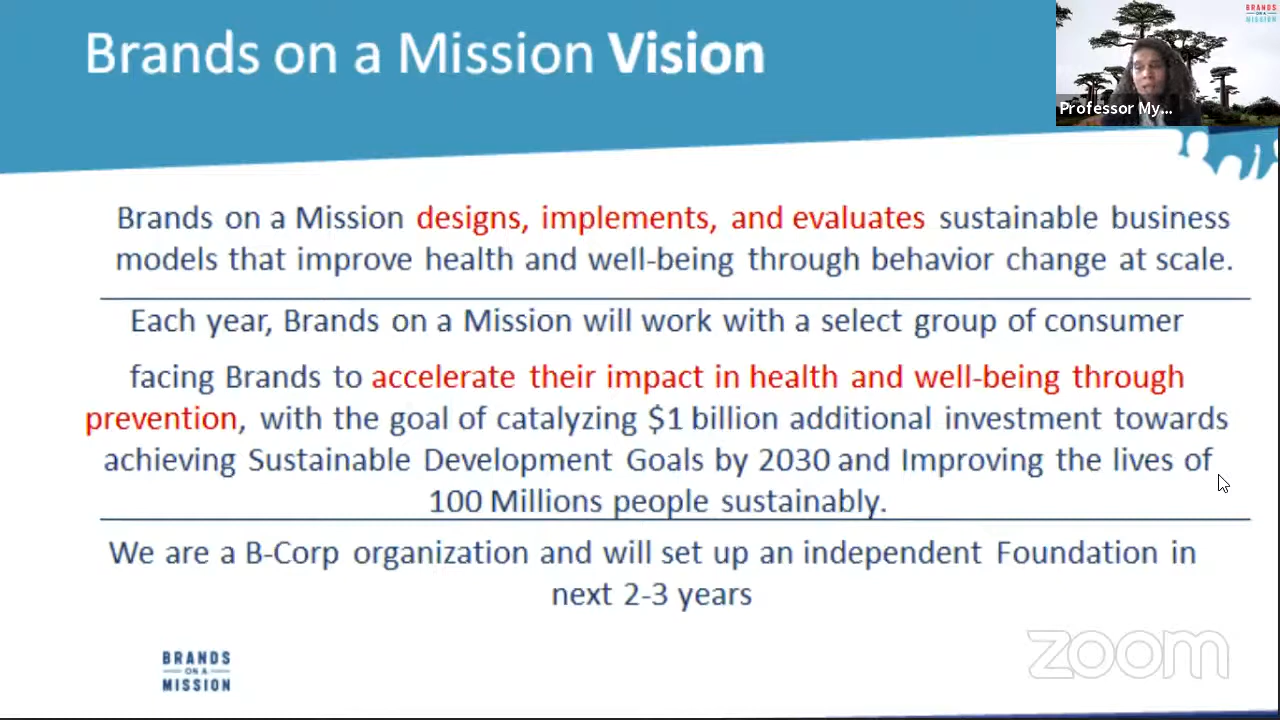 Brands on a Mission Vision
BRANDS
ON A
MISSION
Professor My...
Brands on a Mission designs, implements, and evaluates sustainable business
models that improve health and well-being through behavior change at scale.
Each year, Brands on a Mission will work with a select group of consumer
facing Brands to accelerate their impact in health and well-being through
prevention, with the goal of catalyzing $1 billion additional investment towards
achieving Sustainable Development Goals by 2030 and Improving the lives of
100 Millions people sustainably.
We are a B-Corp organization and will set up an independent Foundation in
next 2-3 years
BRANDS
ON A
MISSION
zoom